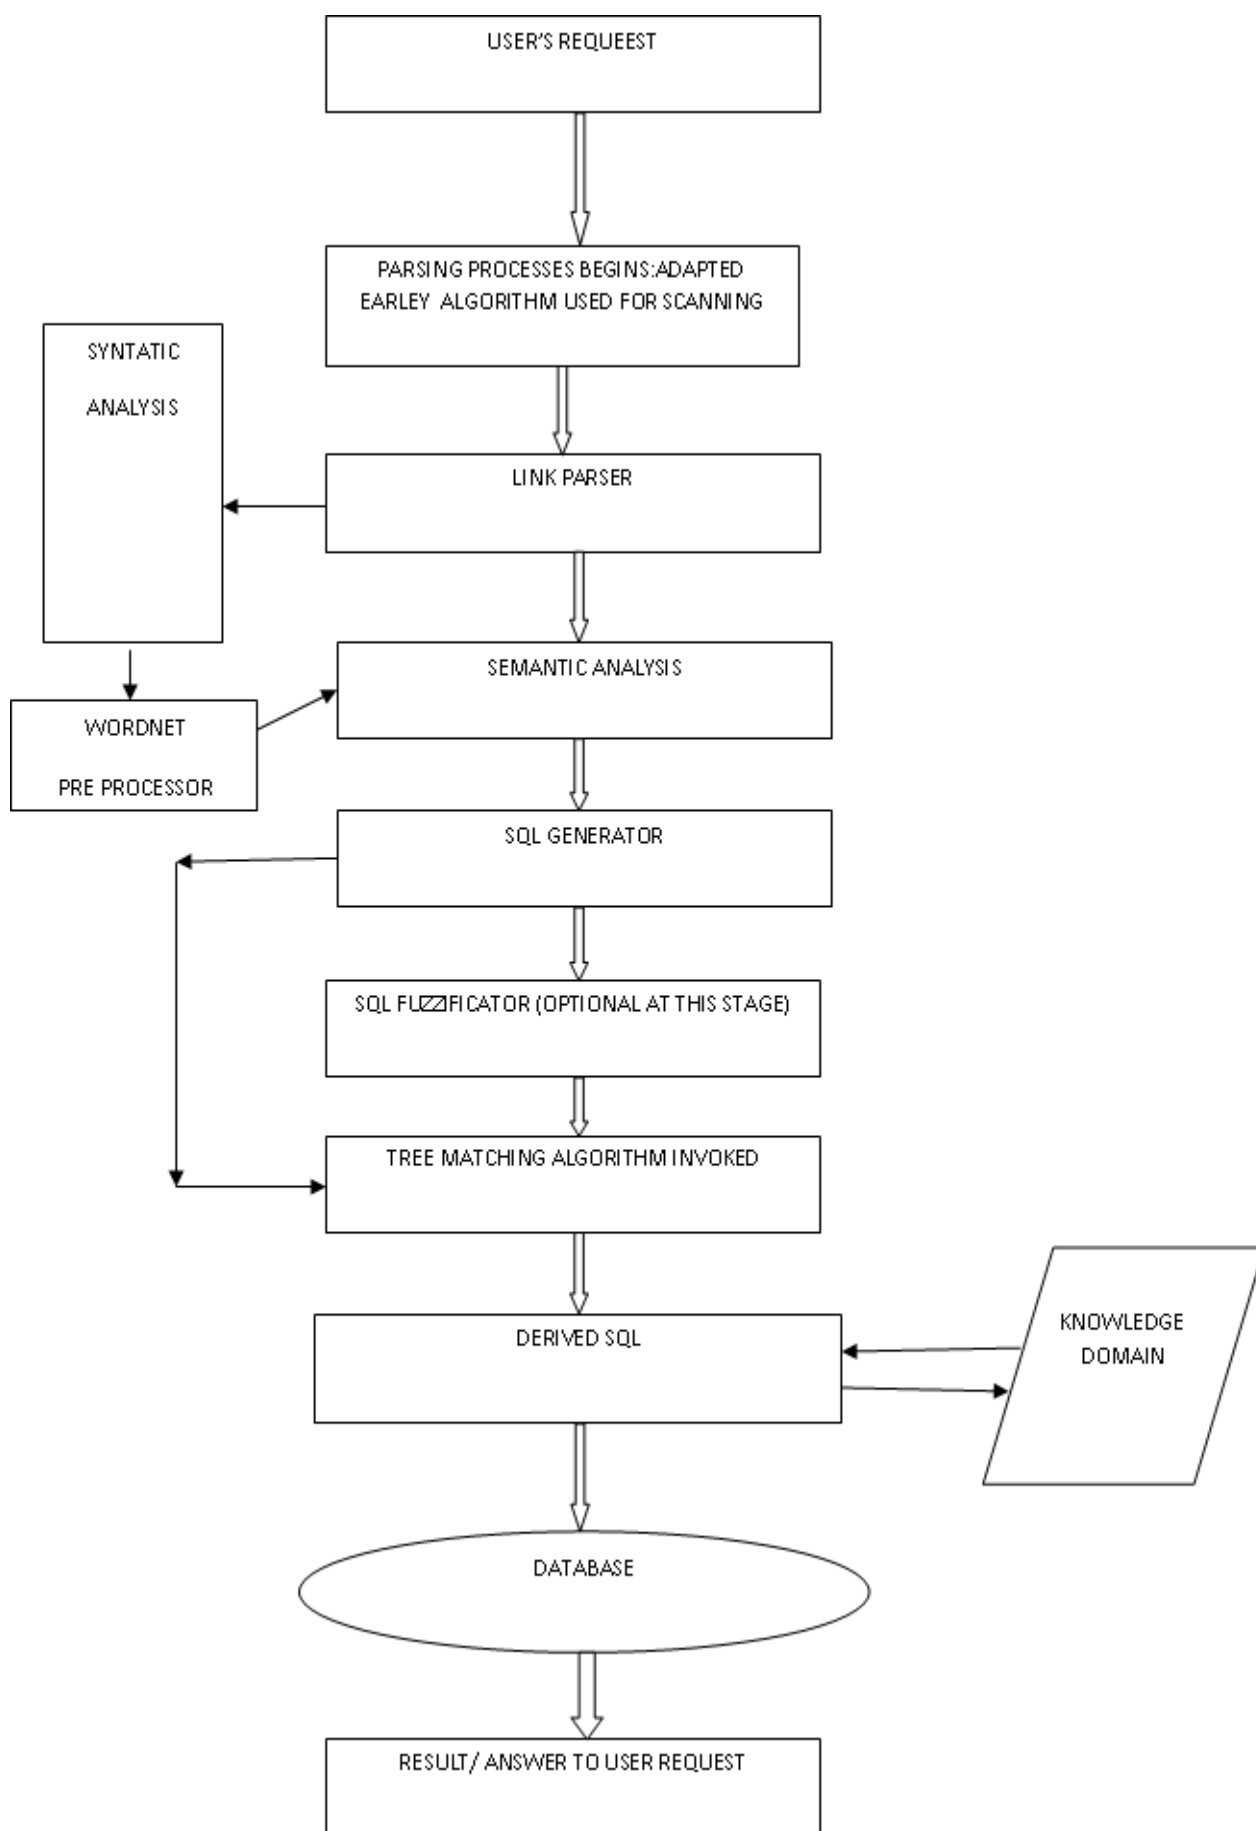 USER'S REQUEEST
PARSING PROCESSES BEGINS:ADAPTED
EARLEY ALGORITHM USED FOR SCANNING
SYNTATIC
ANALYSIS
LINK PARSER
SEMANTIC ANALYSIS
WORDNET
PRE PROCESSOR
SQL GENERATOR
SQL FUZZIFICATOR (OPTIONAL AT THIS STAGE)
TREE MATCHING ALGORITHM INVOKED
DERIVED SQL
KNOWLEDGE
DOMAIN
DATABASE
RESULT/ ANSWER TO USER REQUEST